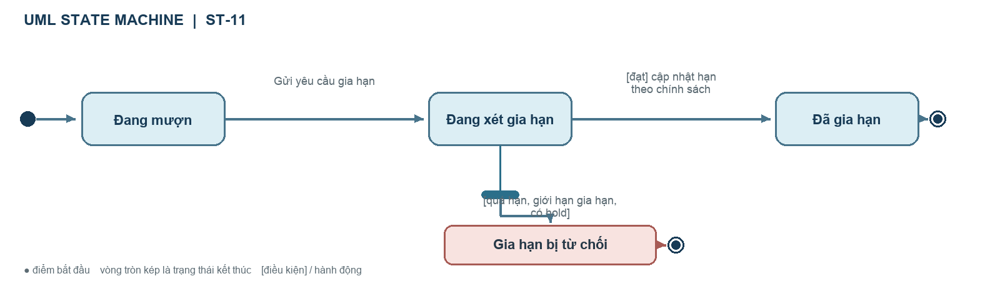 UML STATE MACHINE | ST-11
Gửi yêu cầu gia hạn
[đạt] cập nhật hạn
theo chính sách
Đang mượn
Đang xét gia hạn
Đã gia hạn
[quá hạn, giới hạn gia hạn,
có hold]
Gia hạn bị từ chối
● điểm bắt đầu vòng tròn kép là trạng thái kết thúc [điều kiện] / hành động